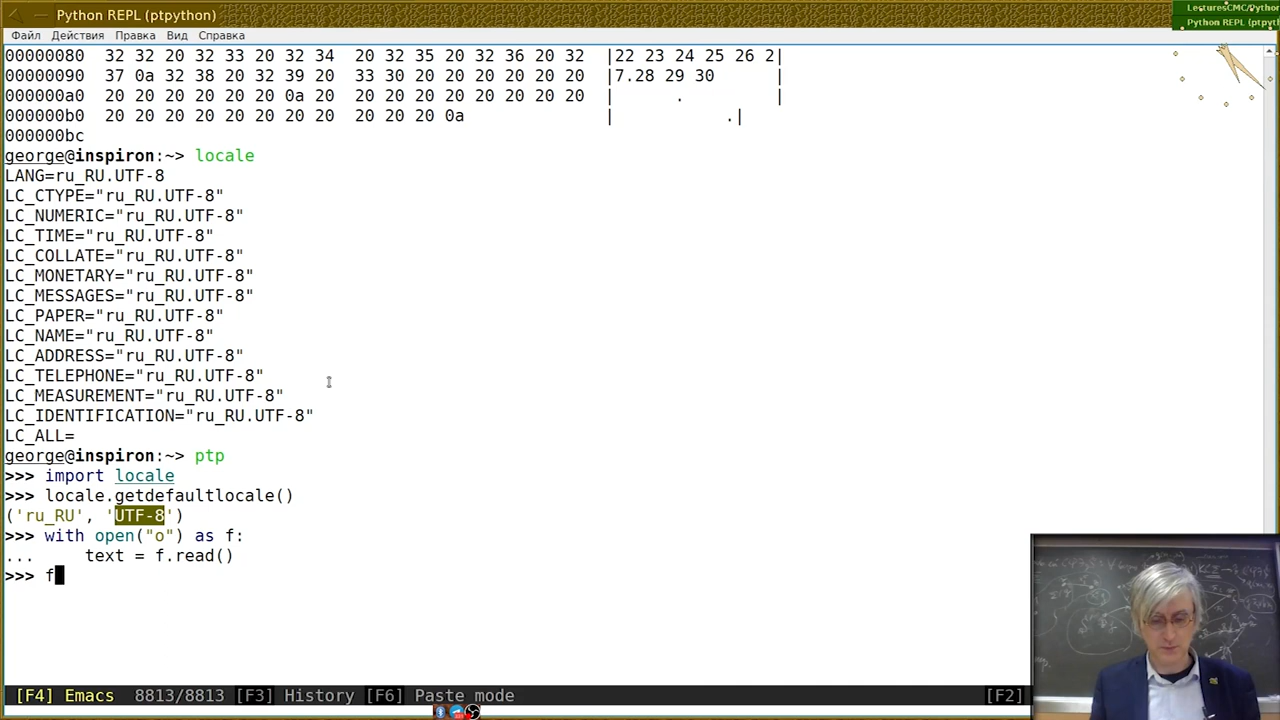 Python REPL (ptpython)
LecturesCMC/Python
Python REPL (ptpy
Файл Действия Правка Вид Справка
00000080  32 32 20 32 33 20 32 34  20 32 35 20 32 36 20 32  |22 23 24 25 26 2|
00000090  37 0a 32 38 20 32 39 20  33 30 20 20 20 20 20 20  |7.28 29 30      |
000000a0  20 20 20 20 20 20 0a 20  20 20 20 20 20 20 20 20  |      .         |
000000b0  20 20 20 20 20 20 20 20  20 20 20 0a              |           .|
000000bc
george@inspiron:~> locale
LANG=ru_RU.UTF-8
LC_CTYPE="ru_RU.UTF-8"
LC_NUMERIC="ru_RU.UTF-8"
LC_TIME="ru_RU.UTF-8"
LC_COLLATE="ru_RU.UTF-8"
LC_MONETARY="ru_RU.UTF-8"
LC_MESSAGES="ru_RU.UTF-8"
LC_PAPER="ru_RU.UTF-8"
LC_NAME="ru_RU.UTF-8"
LC_ADDRESS="ru_RU.UTF-8"
LC_TELEPHONE="ru_RU.UTF-8"
LC_MEASUREMENT="ru_RU.UTF-8"
LC_IDENTIFICATION="ru_RU.UTF-8"
LC_ALL=
george@inspiron:~> ptp
>>> import locale
>>> locale.getdefaultlocale()
('ru_RU', 'UTF-8')
>>> with open("o") as f:
...     text = f.read()
>>> f
[F4] Emacs 8813/8813 [F3] History [F6] Paste mode [F2]